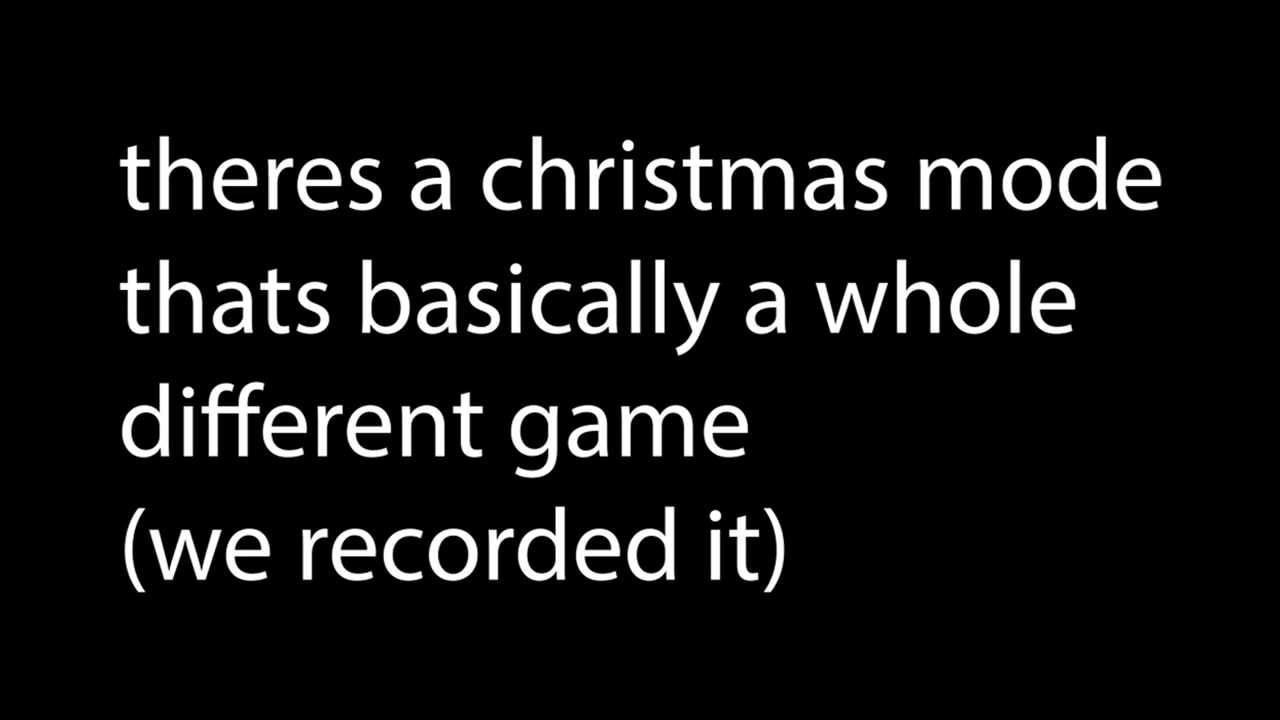 theres a christmas mode
thats basically a whole
different game
(we recorded it)